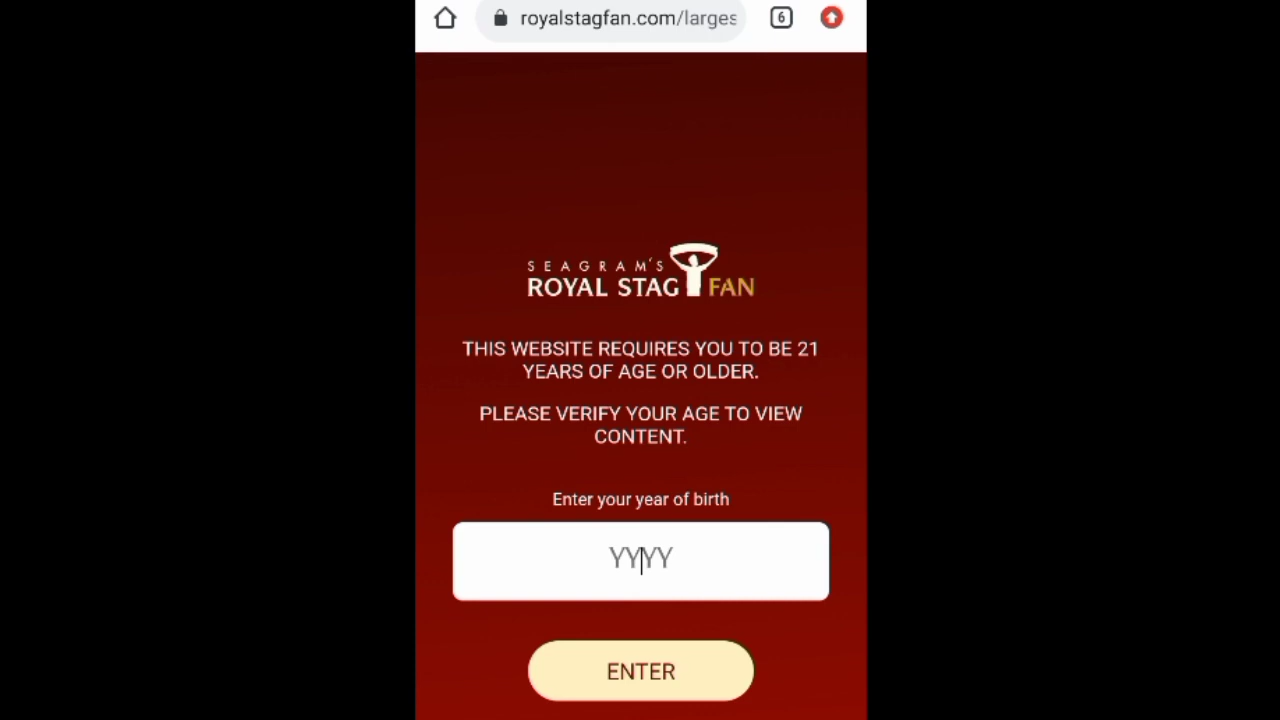 royalstagfan.com/larges
6
SEAGRAM'S
ROYAL STAG FAN
THIS WEBSITE REQUIRES YOU TO BE 21
YEARS OF AGE OR OLDER.
PLEASE VERIFY YOUR AGE TO VIEW
CONTENT.
Enter your year of birth
YYYY
ENTER